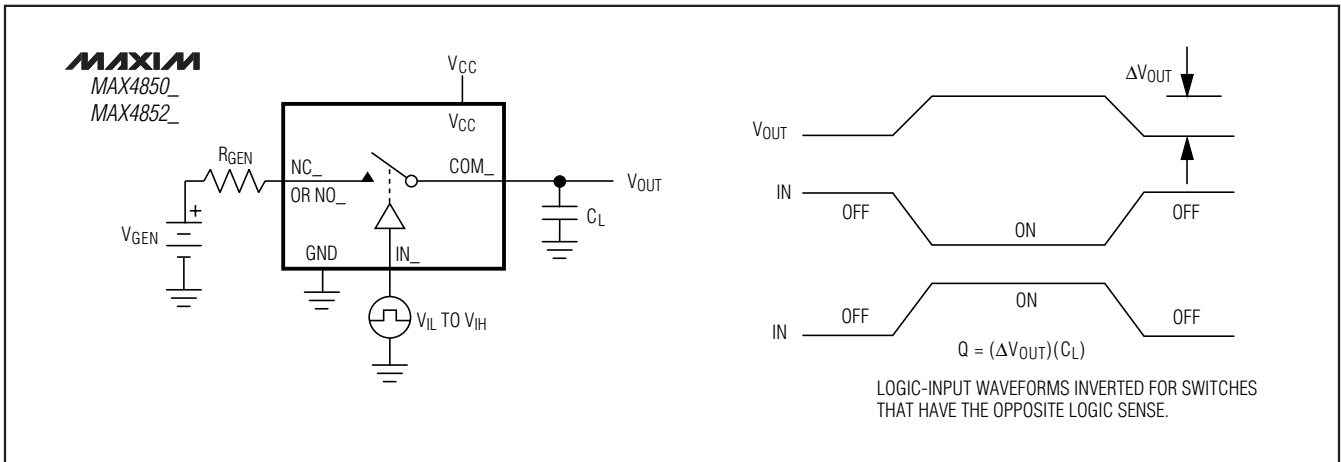 MAXIM
MAX4850_
MAX4852_
VCC
VCC
RGEN
NC_
OR NO_
COM_
VOUT
CL
VGEN
+
GND
IN_
VIL TO VIH
ΔVOUT
VOUT
IN
OFF
ON
OFF
IN
OFF
ON
OFF
Q = (ΔVOUT)(CL)
LOGIC-INPUT WAVEFORMS INVERTED FOR SWITCHES
THAT HAVE THE OPPOSITE LOGIC SENSE.